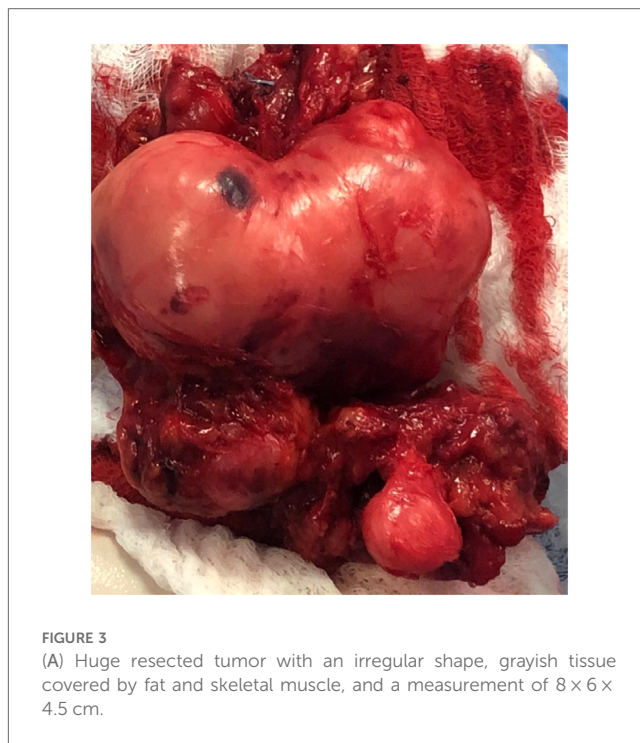 FIGURE 3
(A) Huge resected tumor with an irregular shape, grayish tissue
covered by fat and skeletal muscle, and a measurement of 8 × 6 ×
4.5 cm.